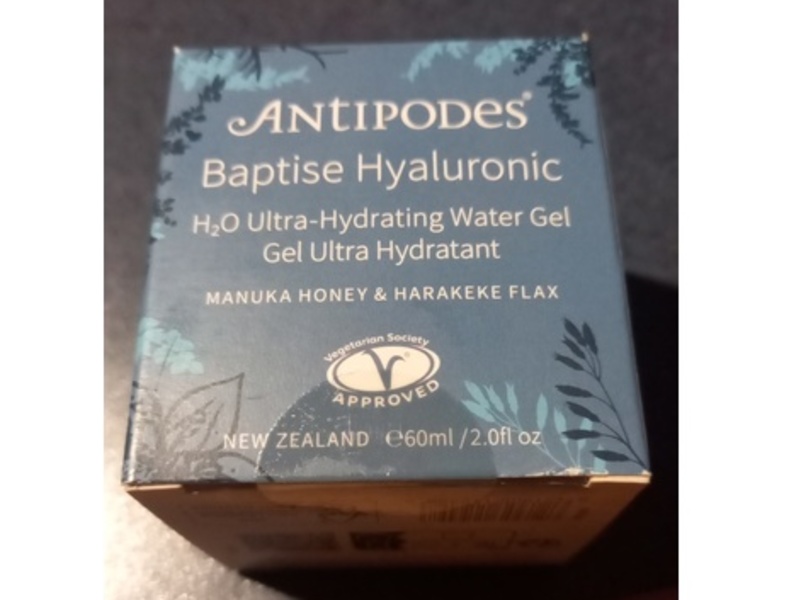 ANTIPODES®
Baptise Hyaluronic
H₂O Ultra-Hydrating Water Gel
Gel Ultra Hydratant
MANUKA HONEY & HARAKEKE FLAX
Vegetarian Society
V®
APPROVED
NEW ZEALAND ℮60ml /2.0fl oz